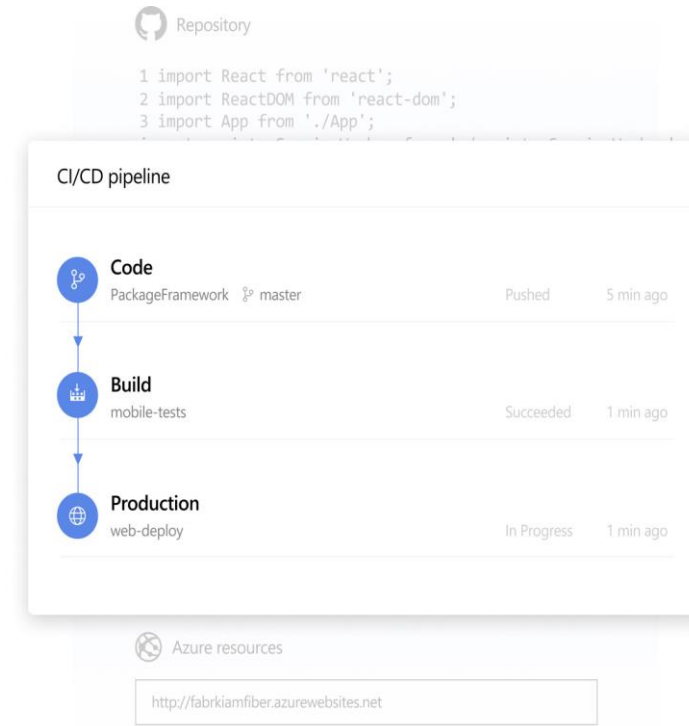 Repository
1 import React from 'react';
2 import ReactDOM from 'react-dom';
3 import App from './App';
CI/CD pipeline
Code
PackageFramework master Pushed 5 min ago
Build
mobile-tests Succeeded 1 min ago
Production
web-deploy In Progress 1 min ago
Azure resources
http://fabrkiamfiber.azurewebsites.net